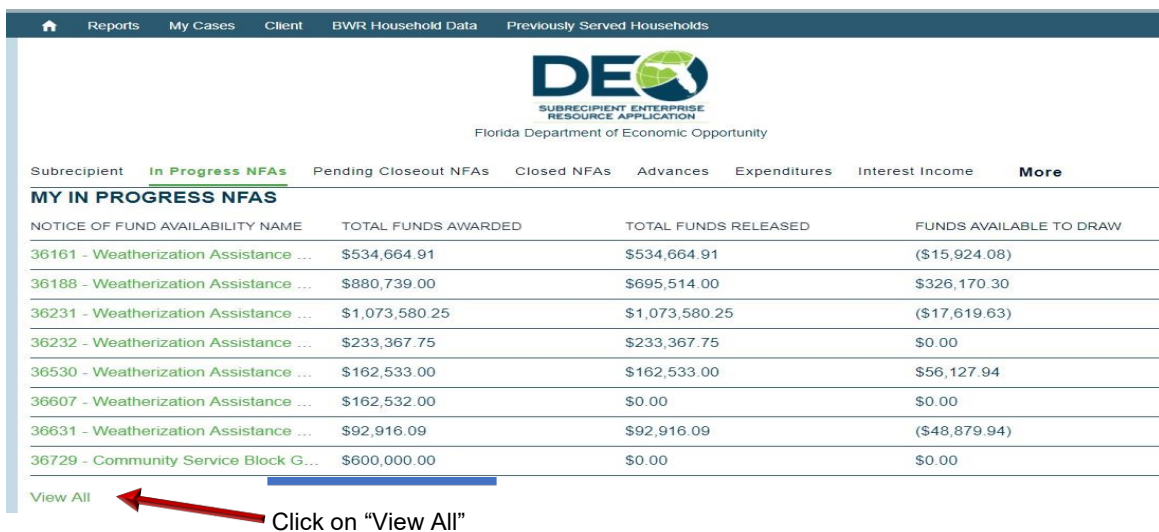 Reports My Cases Client BWR Household Data Previously Served Households
DEO
SUBRECIPIENT ENTERPRISE
RESOURCE APPLICATION
Florida Department of Economic Opportunity
Subrecipient In Progress NFAs Pending Closeout NFAs Closed NFAs Advances Expenditures Interest Income More
MY IN PROGRESS NFAS
NOTICE OF FUND AVAILABILITY NAME TOTAL FUNDS AWARDED TOTAL FUNDS RELEASED FUNDS AVAILABLE TO DRAW
36161 - Weatherization Assistance ... $534,664.91 $534,664.91 ($15,924.08)
36188 - Weatherization Assistance ... $880,739.00 $695,514.00 $326,170.30
36231 - Weatherization Assistance ... $1,073,580.25 $1,073,580.25 ($17,619.63)
36232 - Weatherization Assistance ... $233,367.75 $233,367.75 $0.00
36530 - Weatherization Assistance ... $162,533.00 $162,533.00 $56,127.94
36607 - Weatherization Assistance ... $162,532.00 $0.00 $0.00
36631 - Weatherization Assistance ... $92,916.09 $92,916.09 ($48,879.94)
36729 - Community Service Block G... $600,000.00 $0.00 $0.00
View All
Click on “View All”